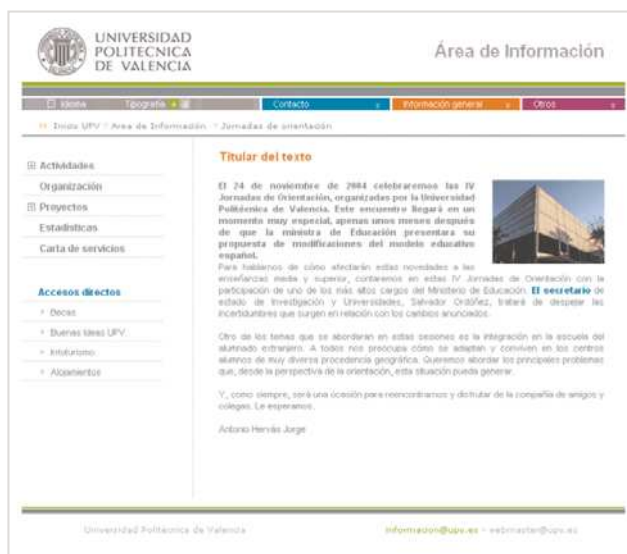 UNIVERSIDAD
POLITECNICA
DE VALENCIA
Área de Información
Idioma Tipografía + Contacto Información general Otros
Inicio UPV Area de Información Jornadas de orientación
Actividades
Organización
Proyectos
Estadísticas
Carta de servicios
Accesos directos
Becas
Buenas Ideas UPV
Infoturismo
Alojamientos
Titular del texto
El 24 de noviembre de 2004 celebraremos las IV
Jornadas de Orientación, organizadas por la Universidad
Politécnica de Valencia. Este encuentro llegará en un
momento muy especial, apenas unos meses después
de que la ministra de Educación presentara su
propuesta de modificaciones del modelo educativo
español.
Para hablarnos de cómo afectarán estas novedades a las
enseñanzas media y superior, contaremos en estas IV Jornadas de Orientación con la
participación de uno de los más altos cargos del Ministerio de Educación. El secretario de
estado de Investigación y Universidades, Salvador Ordóñez, tratará de despejar las
incertidumbres que surgen en relación con los cambios anunciados.
Otro de los temas que se abordaran en estas sesiones es la integración en la escuela del
alumnado extranjero. A todos nos preocupa cómo se adaptan y conviven en los centros
alumnos de muy diversa procedencia geográfica. Queremos abordar los principales problemas
que, desde la perspectiva de la orientación, esta situación pueda generar.
Y, como siempre, será una ocasión para reencontrarnos y disfrutar de la compañía de amigos y
colegas. Le esperamos.
Antonio Hervás Jorge
Universidad Politécnica de Valencia informacion@upv.es - webmaster@upv.es